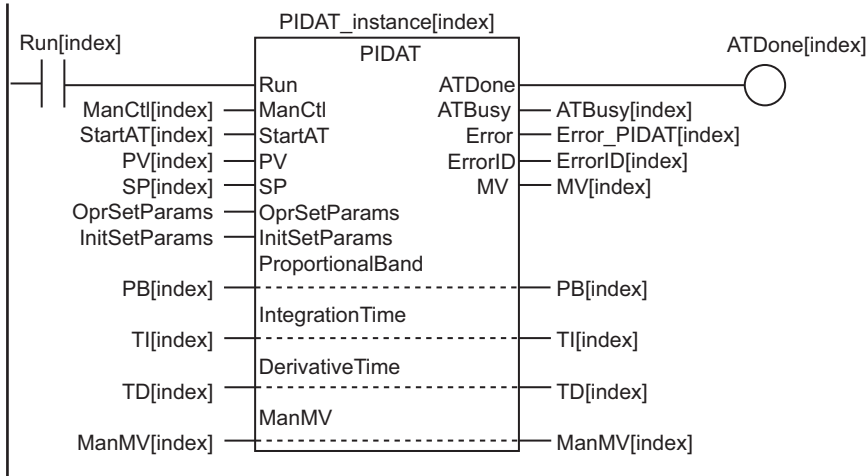 PIDAT_instance[index]
Run[index]
PIDAT
ATDone[index]
Run ATDone
ManCtl[index] ManCtl ATBusy ATBusy[index]
StartAT[index] StartAT Error Error_PIDAT[index]
PV[index] PV ErrorID ErrorID[index]
SP[index] SP MV MV[index]
OprSetParams OprSetParams
InitSetParams InitSetParams
ProportionalBand
PB[index] PB[index]
IntegrationTime
TI[index] TI[index]
DerivativeTime
TD[index] TD[index]
ManMV
ManMV[index] ManMV[index]